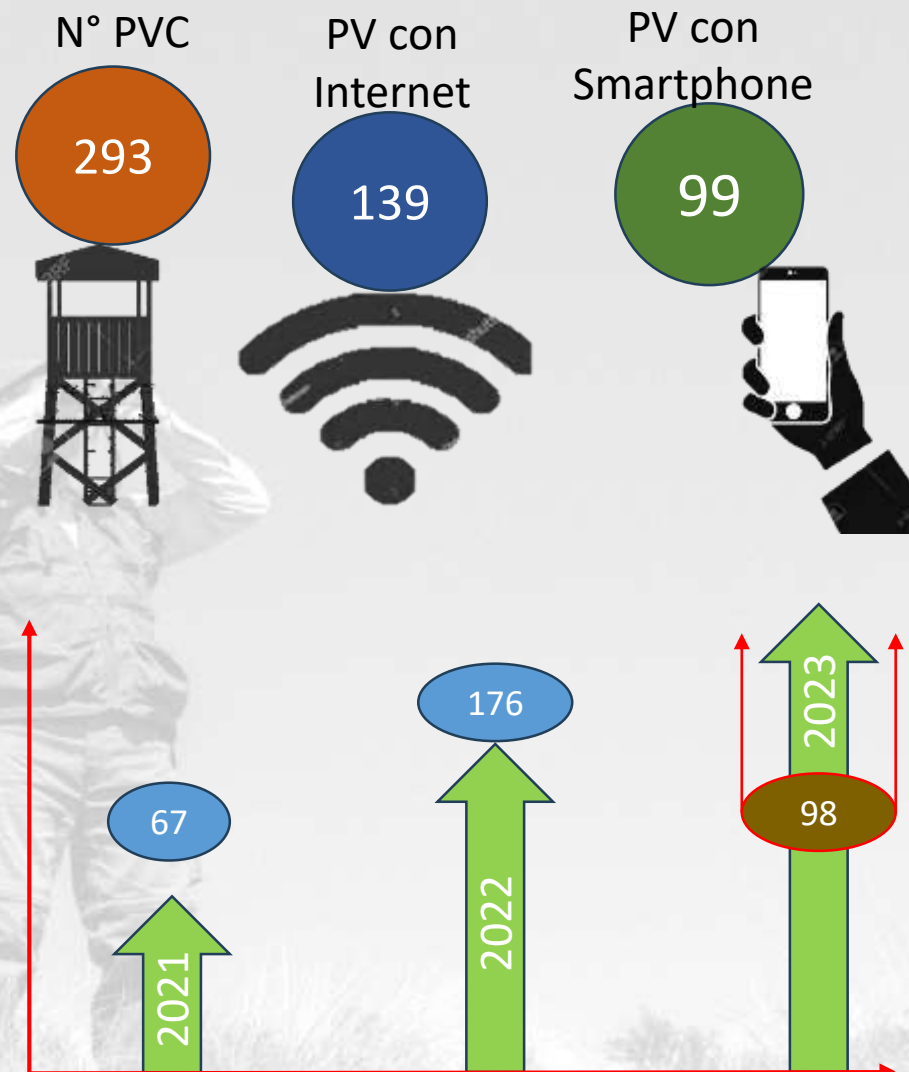 N° PVC
PV con
Internet
PV con
Smartphone
293
139
99
67
176
98
2021
2022
2023